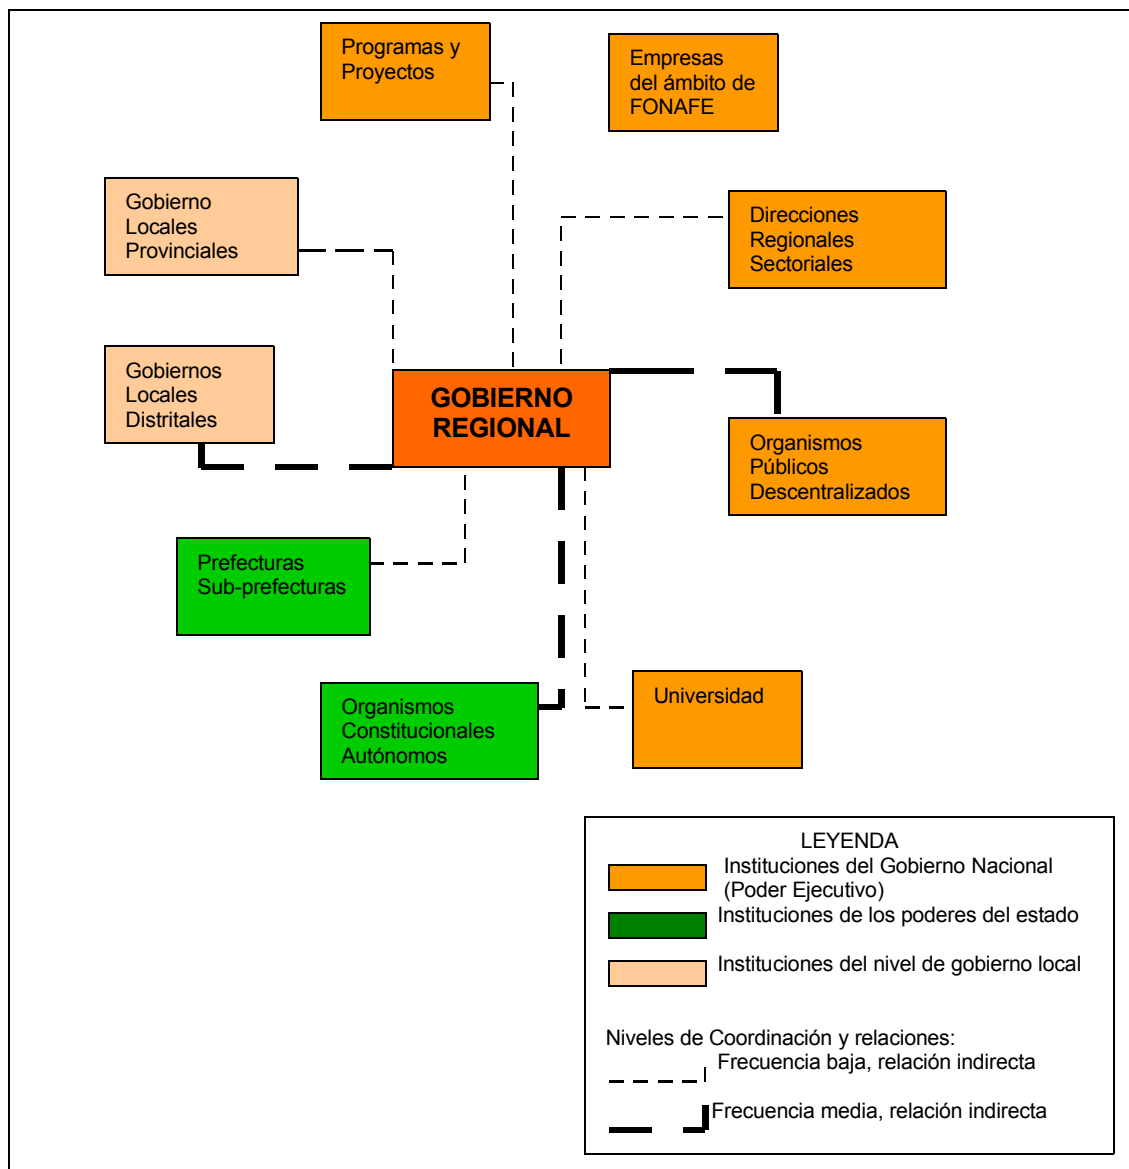 Programas y
Proyectos
Empresas
del ámbito de
FONAFE
Gobierno
Locales
Provinciales
Direcciones
Regionales
Sectoriales
Gobiernos
Locales
Distritales
GOBIERNO
REGIONAL
Organismos
Públicos
Descentralizados
Prefecturas
Sub-prefecturas
Organismos
Constitucionales
Autónomos
Universidad
LEYENDA
Instituciones del Gobierno Nacional
(Poder Ejecutivo)
Instituciones de los poderes del estado
Instituciones del nivel de gobierno local
Niveles de Coordinación y relaciones:
Frecuencia baja, relación indirecta
Frecuencia media, relación indirecta